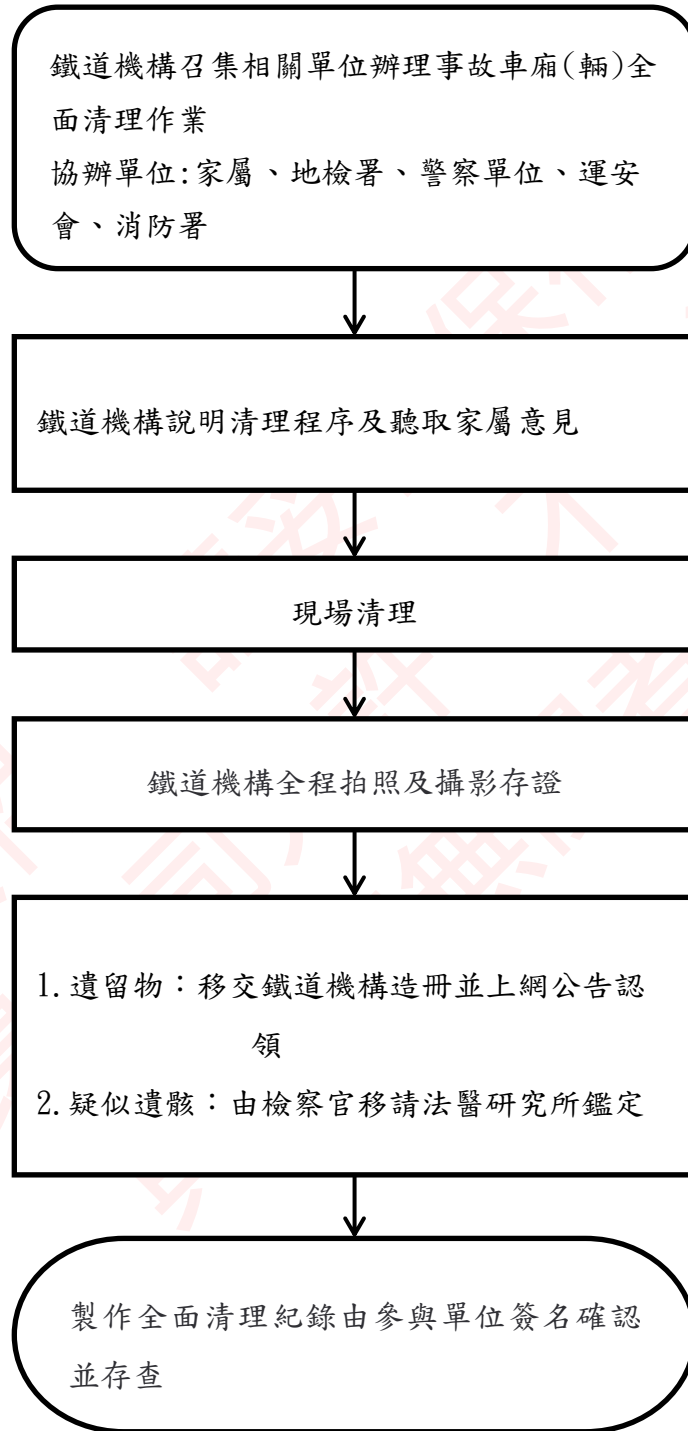 鐵道機構召集相關單位辦理事故車廂(輛)全
面清理作業
協辦單位:家屬、地檢署、警察單位、運安
會、消防署
鐵道機構說明清理程序及聽取家屬意見
現場清理
鐵道機構全程拍照及攝影存證
1.遺留物：移交鐵道機構造冊並上網公告認
領
2.疑似遺骸：由檢察官移請法醫研究所鑑定
製作全面清理紀錄由參與單位簽名確認
並存查